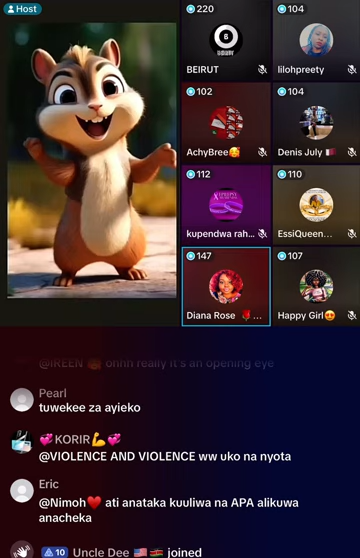 Host
220
104
BEIRUT
lilohpreety
102
104
AchyBree🥰
Denis July
112
110
kupendwa rah...
EssiQueen...
147
107
Diana Rose 🌹...
Happy Girl😍
@IREEN onhh really it's an opening eye
Pearl
tuwekee za ayieko
💞KORIR💪💞
@VIOLENCE AND VIOLENCE ww uko na nyota
Eric
@Nimoh❤️ ati anataka kuuliwa na APA alikuwa
anacheka
10 Uncle Dee 🇺🇸 🇰🇪 joined